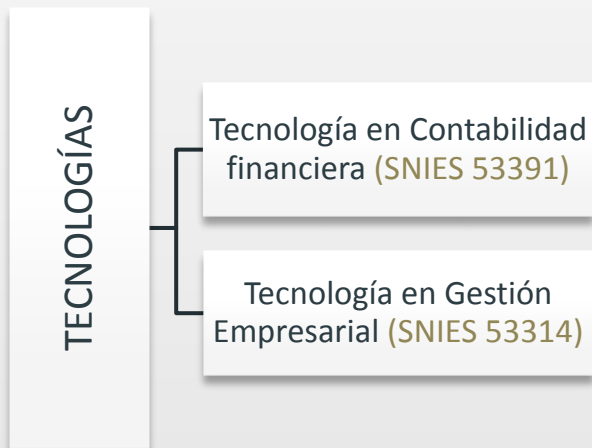 TECNOLOGÍAS
Tecnología en Contabilidad
financiera (SNIES 53391)
Tecnología en Gestión
Empresarial (SNIES 53314)